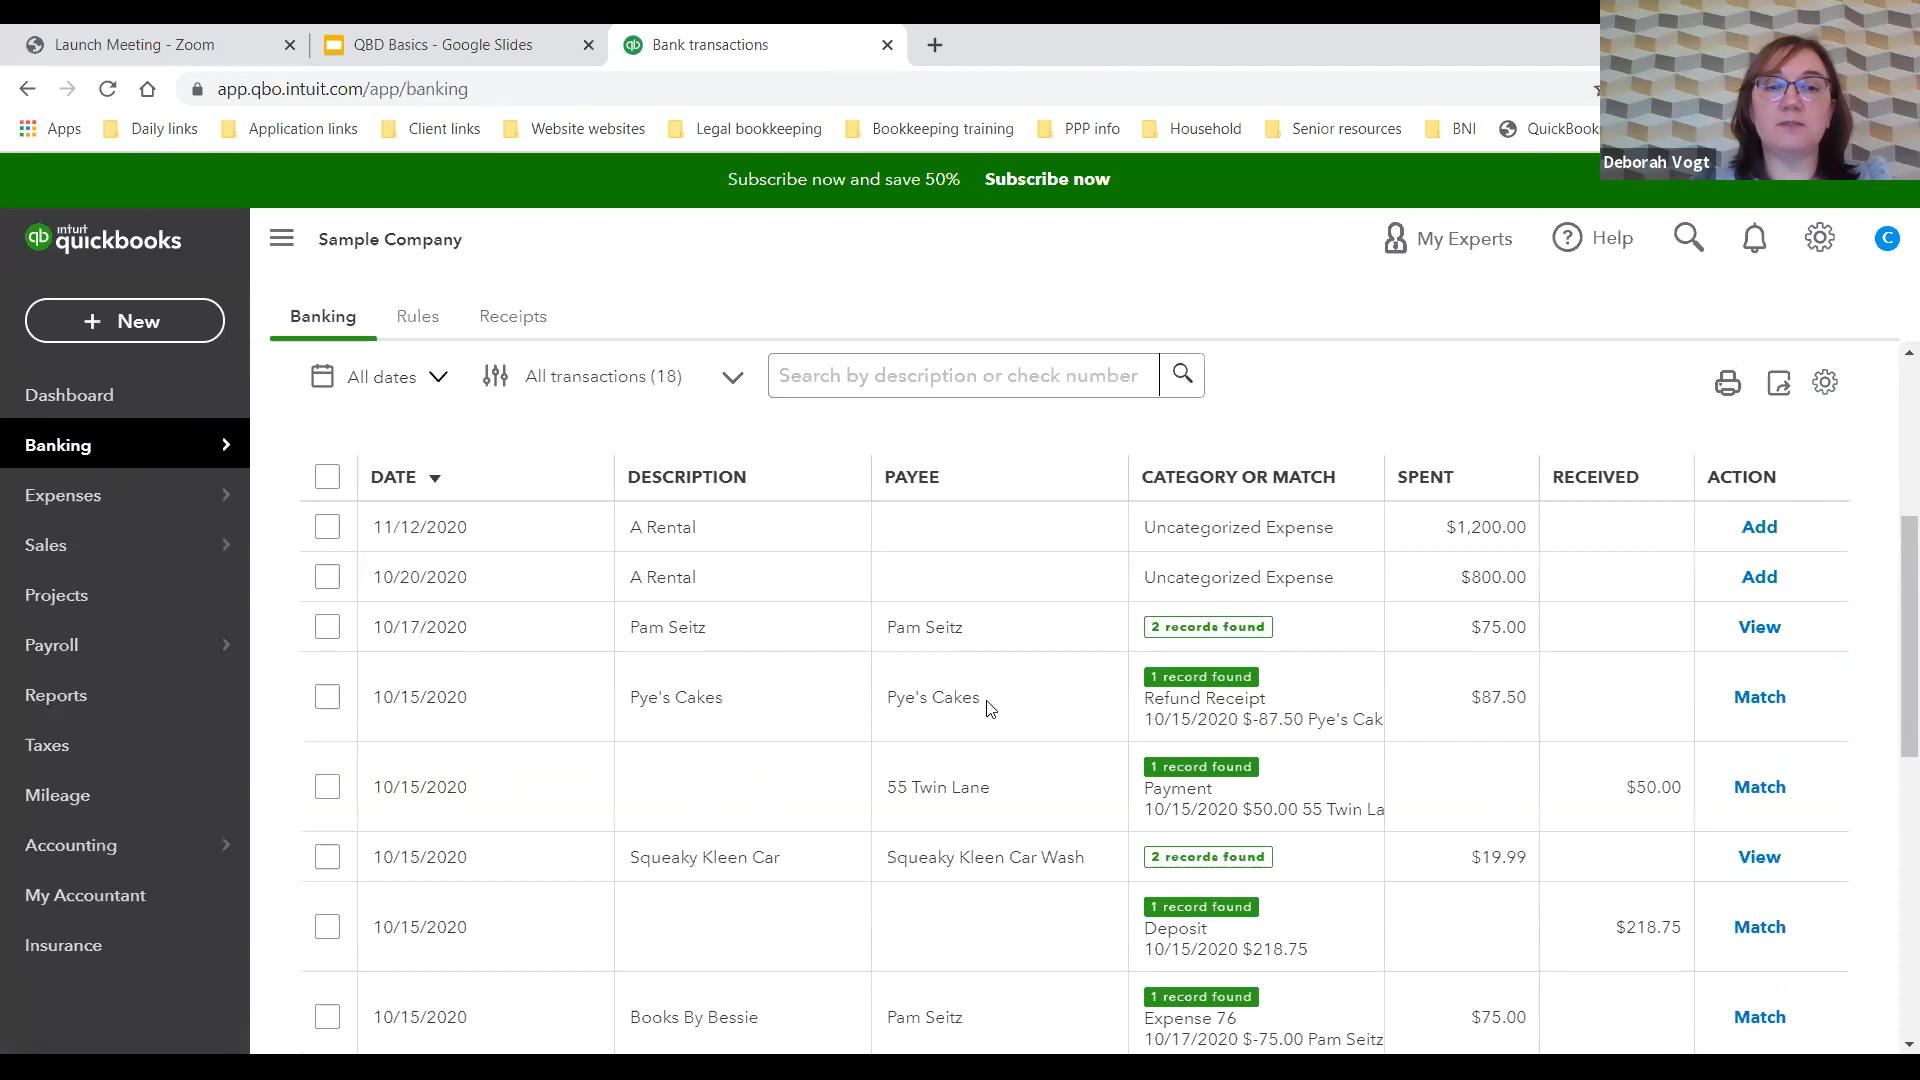 Launch Meeting - Zoom
QBD Basics - Google Slides
qb Bank transactions
app.qbo.intuit.com/app/banking
Apps Daily links Application links Client links Website websites Legal bookkeeping Bookkeeping training PPP info Household Senior resources BNI
Deborah Vogt
Subscribe now and save 50% Subscribe now
qb intuit quickbooks
Sample Company
My Experts ? Help C
+ New
Dashboard
Banking
Expenses
Sales
Projects
Payroll
Reports
Taxes
Mileage
Accounting
My Accountant
Insurance
Banking Rules Receipts
All dates All transactions (18) Search by description or check number
DATE DESCRIPTION PAYEE CATEGORY OR MATCH SPENT RECEIVED ACTION
11/12/2020 A Rental Uncategorized Expense $1,200.00 Add
10/20/2020 A Rental Uncategorized Expense $800.00 Add
10/17/2020 Pam Seitz Pam Seitz 2 records found $75.00 View
1 record found
10/15/2020 Pye's Cakes Pye's Cakes Refund Receipt $87.50 Match
10/15/2020 $-87.50 Pye's Cak
1 record found
10/15/2020 55 Twin Lane Payment $50.00 Match
10/15/2020 $50.00 55 Twin La
10/15/2020 Squeaky Kleen Car Squeaky Kleen Car Wash 2 records found $19.99 View
1 record found
10/15/2020 Deposit $218.75 Match
10/15/2020 $218.75
1 record found
10/15/2020 Books By Bessie Pam Seitz Expense 76 $75.00 Match
10/17/2020 $-75.00 Pam Seitz